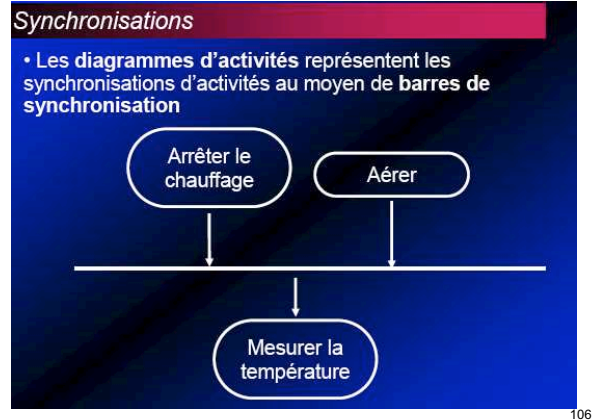 Synchronisations
• Les diagrammes d'activités représentent les
synchronisations d'activités au moyen de barres de
synchronisation
Arrêter le
chauffage
Aérer
Mesurer la
température
106